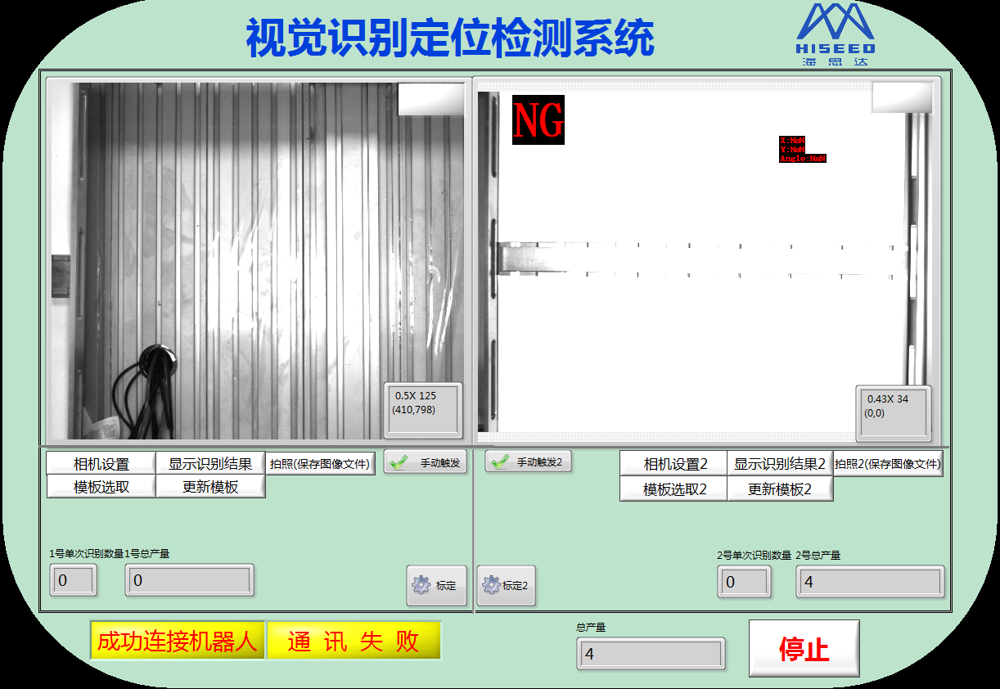 视觉识别定位检测系统
HISEED
海思达
NG
X:NaN
Y:NaN
Angle:NaN
0.5X 125
(410,798)
0.43X 34
(0,0)
相机设置
显示识别结果
拍照(保存图像文件)
手动触发
手动触发2
相机设置2
显示识别结果2
拍照2(保存图像文件)
模板选取
更新模板
模板选取2
更新模板2
1号单次识别数量
1号总产量
2号单次识别数量
2号总产量
0
0
标定
标定2
0
4
成功连接机器人
通讯失败
总产量
4
停止